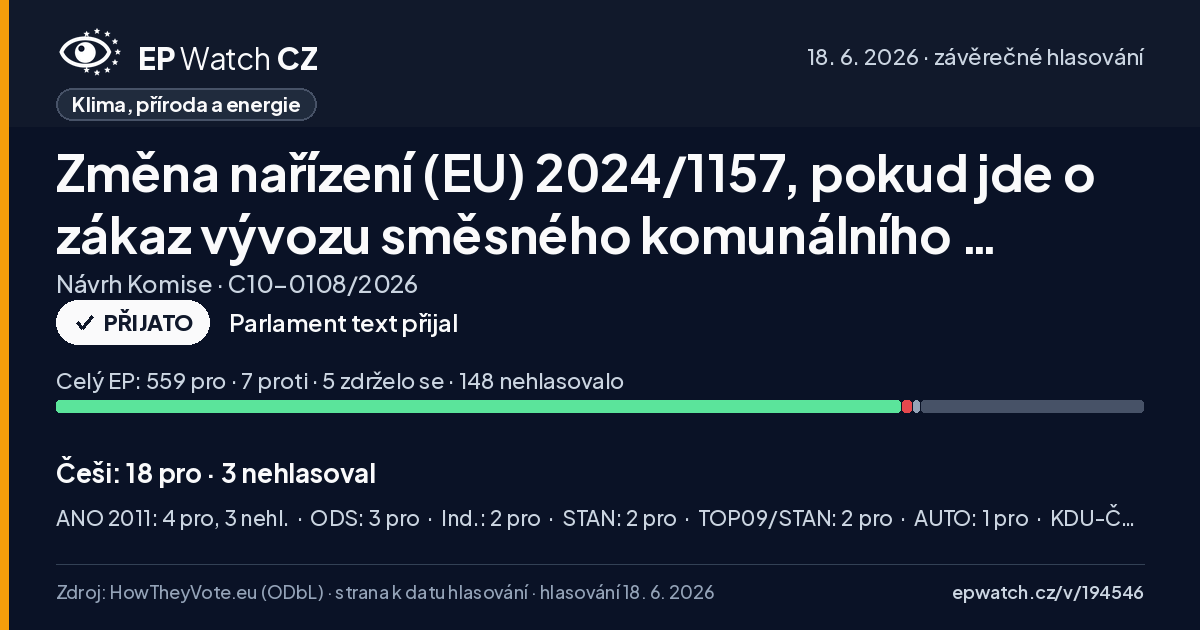 EP Watch CZ
18. 6. 2026 · závěrečné hlasování
Klima, příroda a energie
Změna nařízení (EU) 2024/1157, pokud jde o
zákaz vývozu směsného komunálního …
Návrh Komise · C10-0108/2026
✓ PŘIJATO Parlament text přijal
Celý EP: 559 pro · 7 proti · 5 zdrželo se · 148 nehlasovalo
Češi: 18 pro · 3 nehlasoval
ANO 2011: 4 pro, 3 nehl. · ODS: 3 pro · Ind.: 2 pro · STAN: 2 pro · TOP09/STAN: 2 pro · AUTO: 1 pro · KDU-Č…
Zdroj: HowTheyVote.eu (ODbL) · strana k datu hlasování · hlasování 18. 6. 2026
epwatch.cz/v/194546